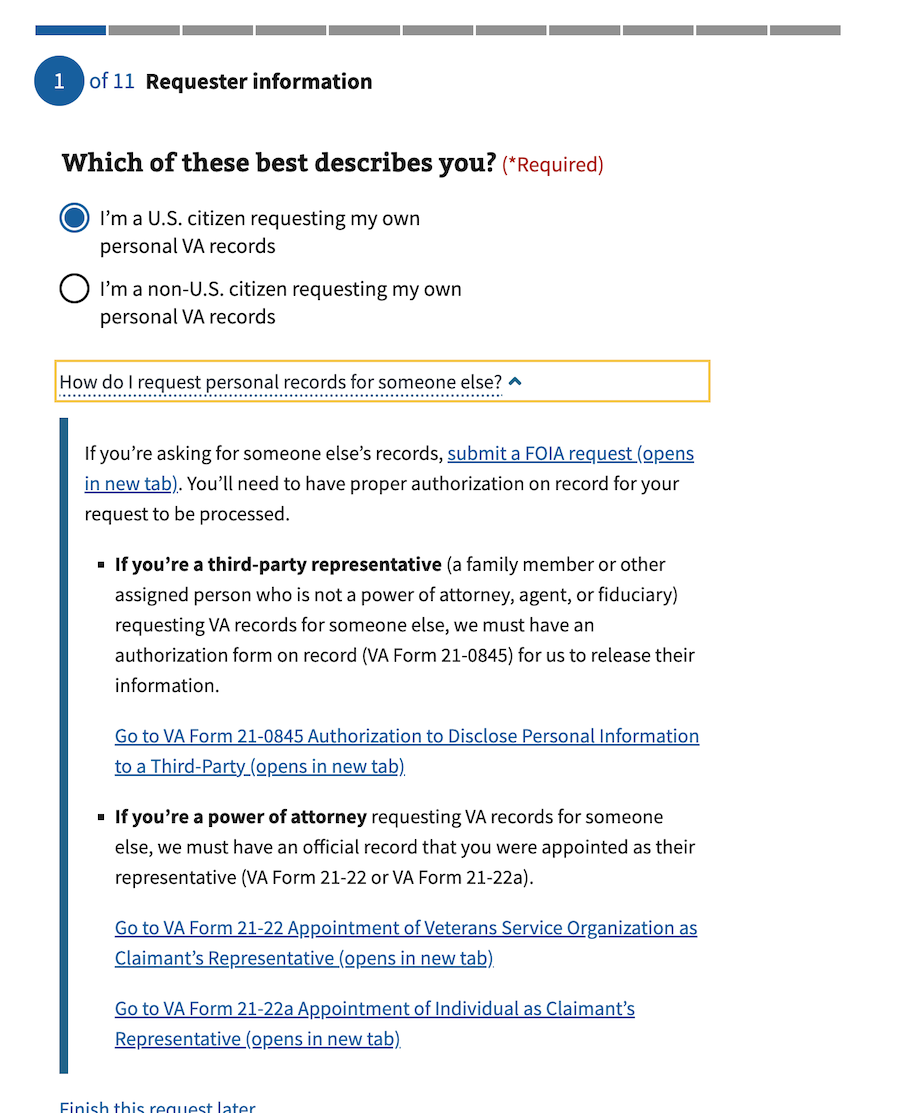 1 of 11 Requester information
Which of these best describes you? (*Required)
I’m a U.S. citizen requesting my own
personal VA records
I’m a non-U.S. citizen requesting my own
personal VA records
How do I request personal records for someone else?
If you’re asking for someone else’s records, submit a FOIA request (opens
in new tab). You’ll need to have proper authorization on record for your
request to be processed.
If you’re a third-party representative (a family member or other
assigned person who is not a power of attorney, agent, or fiduciary)
requesting VA records for someone else, we must have an
authorization form on record (VA Form 21-0845) for us to release their
information.
Go to VA Form 21-0845 Authorization to Disclose Personal Information
to a Third-Party (opens in new tab)
If you’re a power of attorney requesting VA records for someone
else, we must have an official record that you were appointed as their
representative (VA Form 21-22 or VA Form 21-22a).
Go to VA Form 21-22 Appointment of Veterans Service Organization as
Claimant’s Representative (opens in new tab)
Go to VA Form 21-22a Appointment of Individual as Claimant’s
Representative (opens in new tab)
Finish this request later